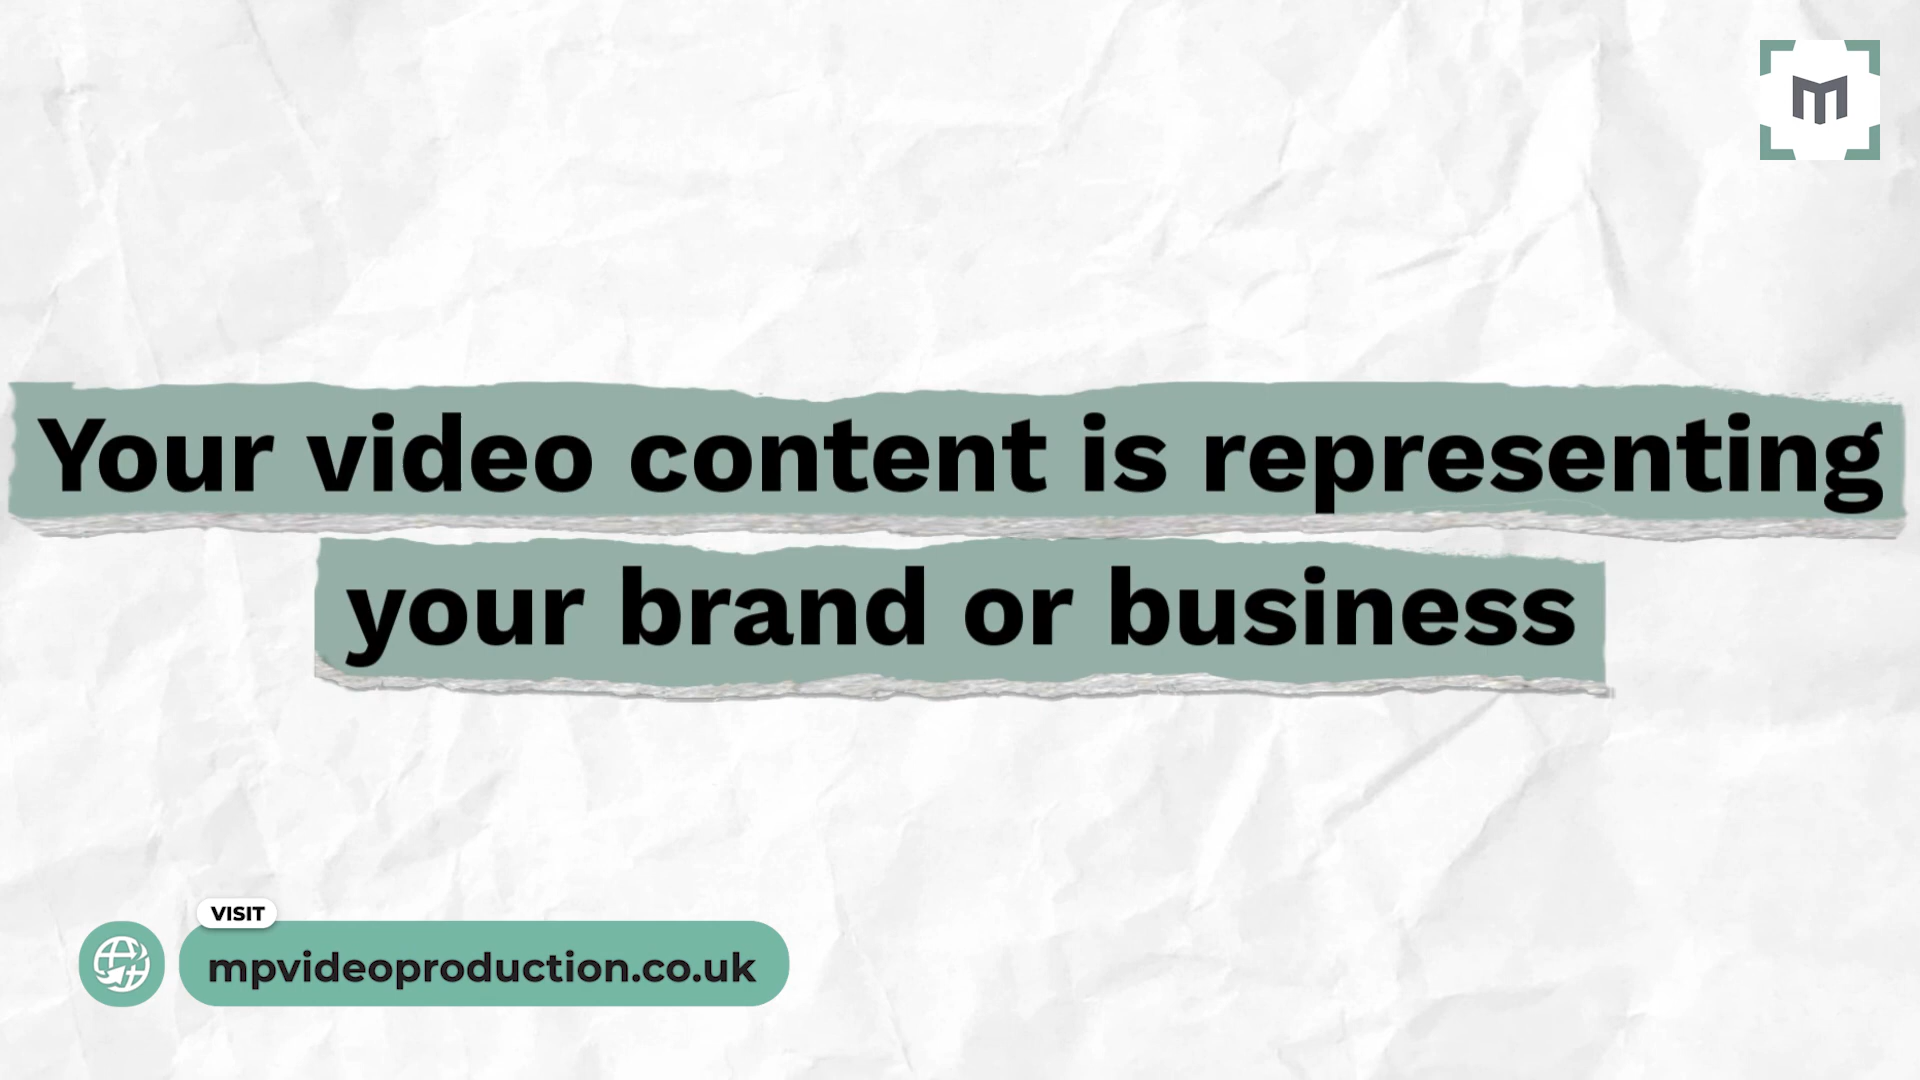 m
Your video content is representing
your brand or business
VISIT
mpvideoproduction.co.uk